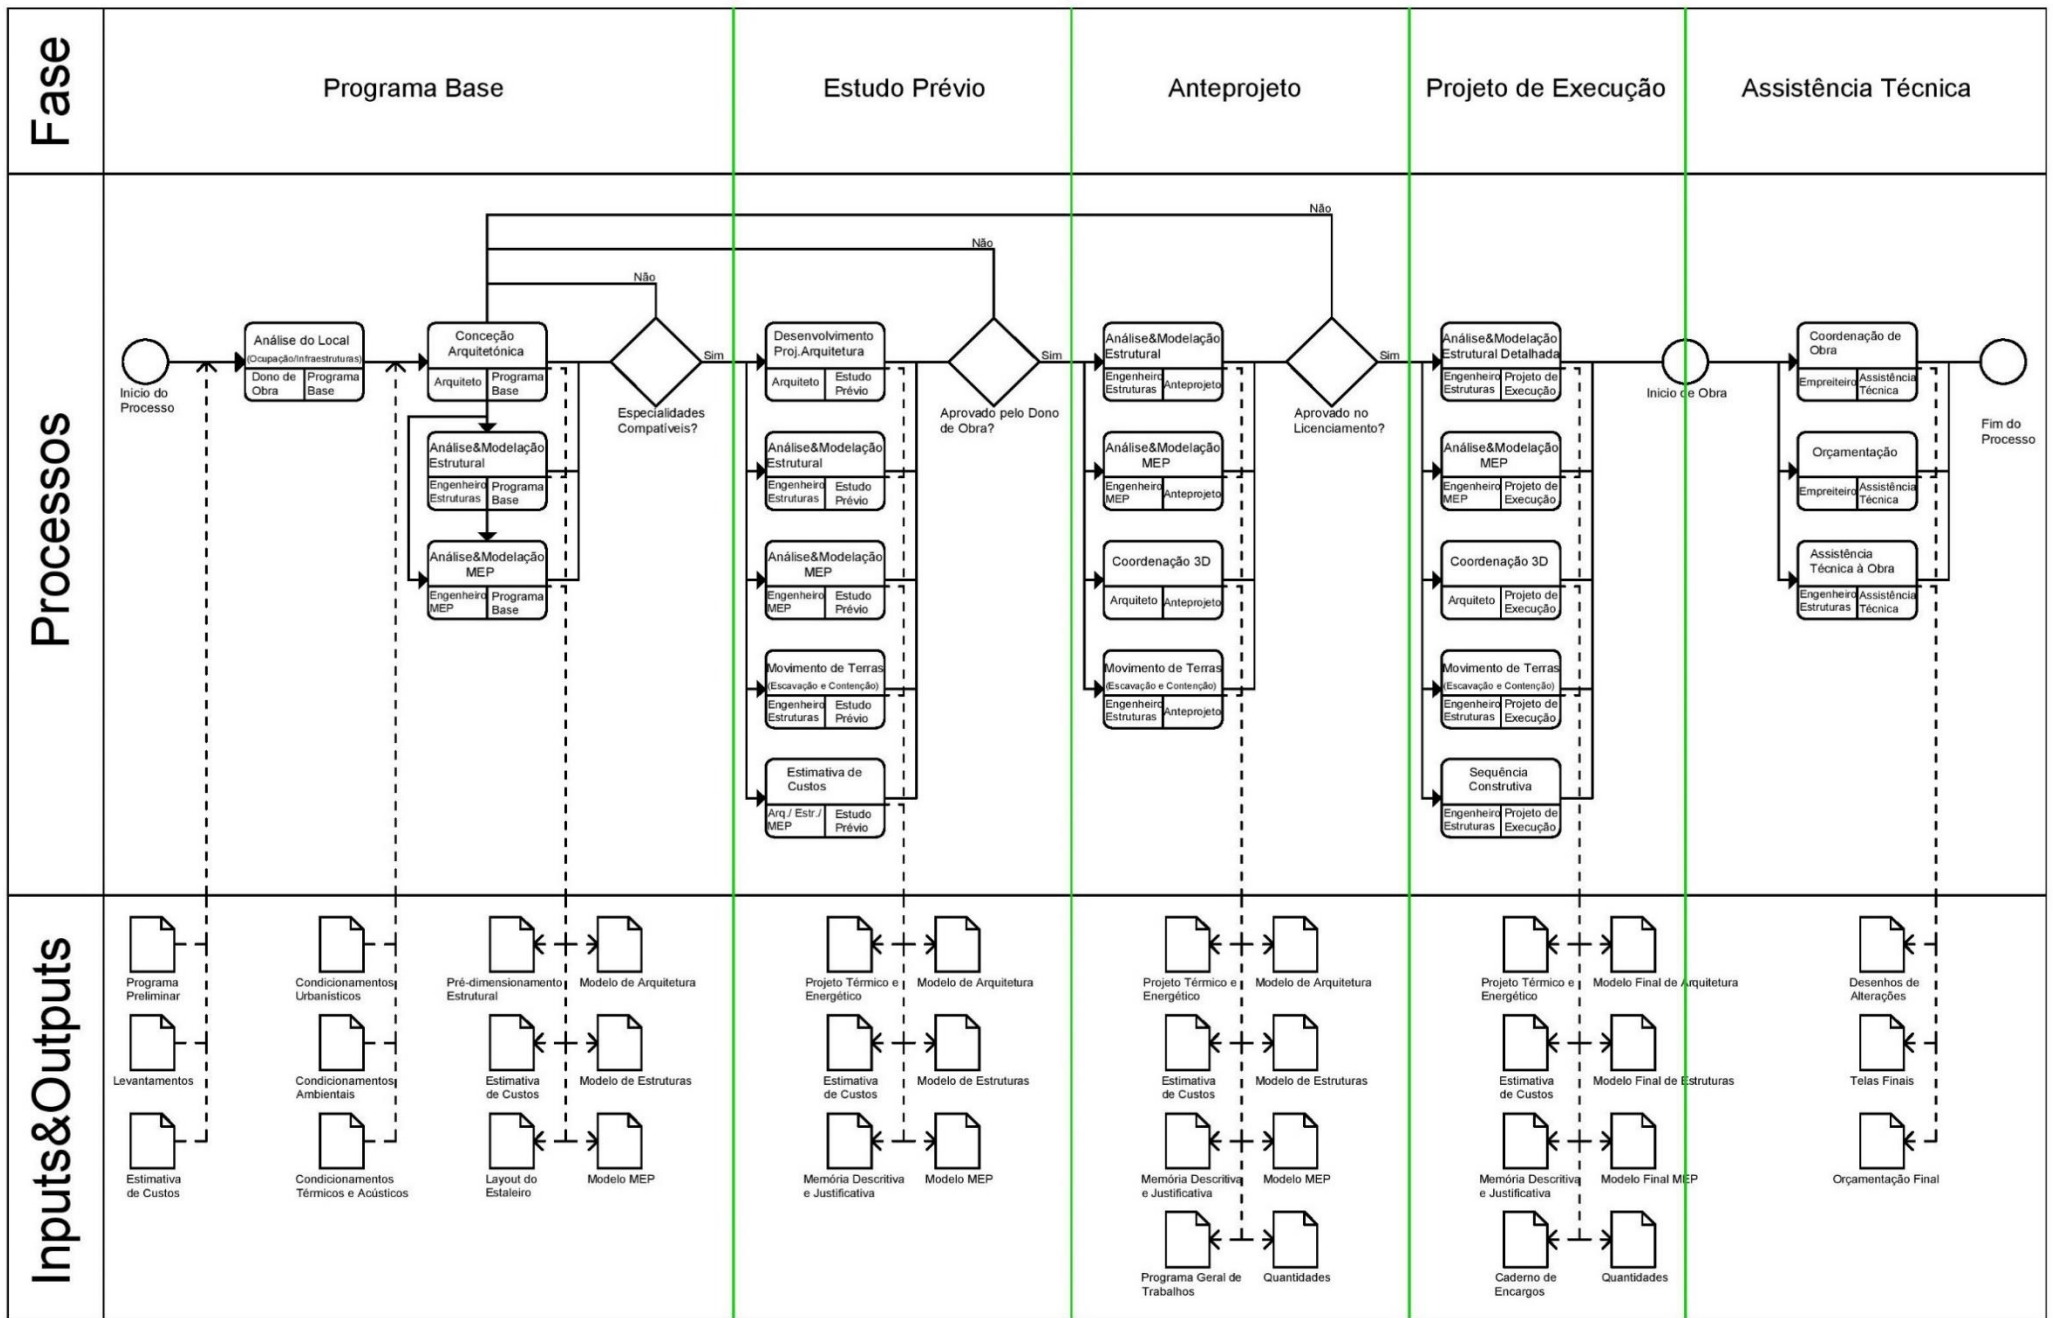 Fase
Programa Base
Estudo Prévio
Anteprojeto
Projeto de Execução
Assistência Técnica
Processos
Não
Não
Não
Inicio do
Processo
Análise do Local
(Ocupação/Infraestruturas)
Dono de
Obra
Programa
Base
Conceção
Arquitetónica
Arquiteto
Programa
Base
Análise&Modelação
Estrutural
Engenheiro
Estruturas
Programa
Base
Análise&Modelação
MEP
Engenheiro
MEP
Programa
Base
Especialidades
Compatíveis?
Sim
Desenvolvimento
Proj.Arquitetura
Arquiteto
Estudo
Prévio
Análise&Modelação
Estrutural
Engenheiro
Estruturas
Estudo
Prévio
Análise&Modelação
MEP
Engenheiro
MEP
Estudo
Prévio
Movimento de Terras
(Escavação e Contenção)
Engenheiro
Estruturas
Estudo
Prévio
Estimativa de
Custos
Arq./ Estr./
MEP
Estudo
Prévio
Aprovado pelo Dono
de Obra?
Sim
Análise&Modelação
Estrutural
Engenheiro
Estruturas
Anteprojeto
Análise&Modelação
MEP
Engenheiro
MEP
Anteprojeto
Coordenação 3D
Arquiteto
Anteprojeto
Movimento de Terras
(Escavação e Contenção)
Engenheiro
Estruturas
Anteprojeto
Aprovado no
Licenciamento?
Sim
Análise&Modelação
Estrutural Detalhada
Engenheiro
Estruturas
Projeto de
Execução
Análise&Modelação
MEP
Engenheiro
MEP
Projeto de
Execução
Coordenação 3D
Arquiteto
Projeto de
Execução
Movimento de Terras
(Escavação e Contenção)
Engenheiro
Estruturas
Projeto de
Execução
Sequência
Construtiva
Engenheiro
Estruturas
Projeto de
Execução
Inicio de Obra
Coordenação de
Obra
Empreiteiro
Assistência
Técnica
Orçamentação
Empreiteiro
Assistência
Técnica
Assistência
Técnica à Obra
Engenheiro
Estruturas
Assistência
Técnica
Fim do
Processo
Inputs&Outputs
Programa
Preliminar
Levantamentos
Estimativa
de Custos
Condicionamentos
Urbanísticos
Condicionamentos
Ambientais
Condicionamentos
Térmicos e Acústicos
Pré-dimensionamento
Estrutural
Modelo de Arquitetura
Estimativa
de Custos
Modelo de Estruturas
Layout do
Estaleiro
Modelo MEP
Projeto Térmico e
Energético
Modelo de Arquitetura
Estimativa
de Custos
Modelo de Estruturas
Memória Descritiva
e Justificativa
Modelo MEP
Projeto Térmico e
Energético
Modelo de Arquitetura
Estimativa
de Custos
Modelo de Estruturas
Memória Descritiva
e Justificativa
Modelo MEP
Programa Geral de
Trabalhos
Quantidades
Projeto Térmico e
Energético
Modelo Final de Arquitetura
Estimativa
de Custos
Modelo Final de Estruturas
Memória Descritiva
e Justificativa
Modelo Final MEP
Caderno de
Encargos
Quantidades
Desenhos de
Alterações
Telas Finais
Orçamentação Final